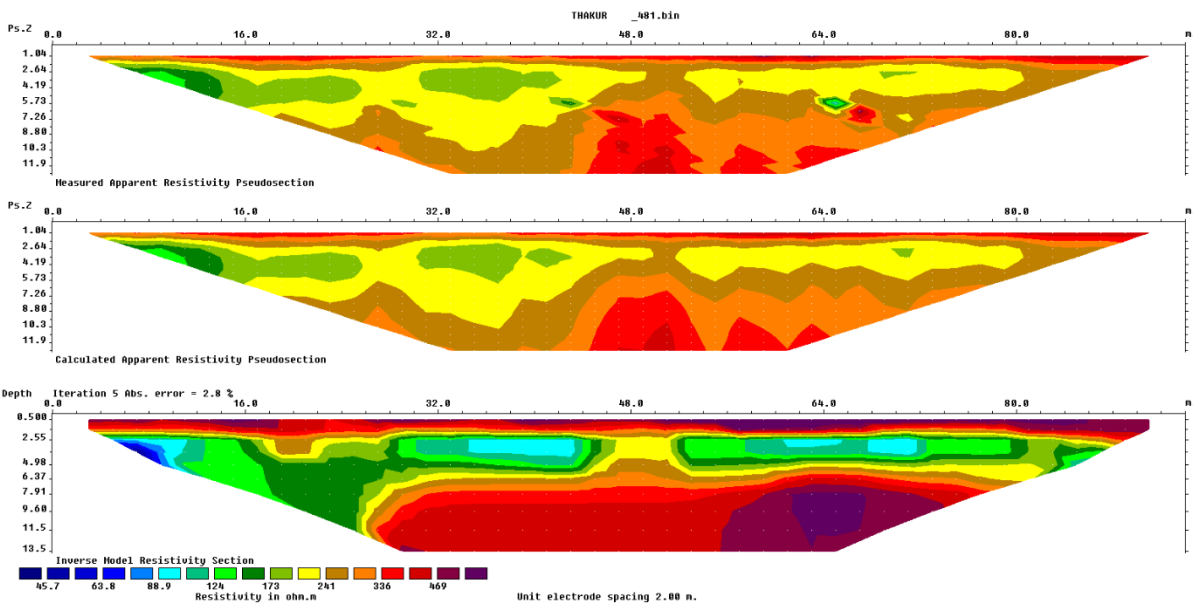 THAKUR _481.bin
Ps.Z 0.0 16.0 32.0 48.0 64.0 80.0 m
1.04
2.64
4.19
5.73
7.26
8.80
10.3
11.9
Measured Apparent Resistivity Pseudosection
Ps.Z 0.0 16.0 32.0 48.0 64.0 80.0 m
1.04
2.64
4.19
5.73
7.26
8.80
10.3
11.9
Calculated Apparent Resistivity Pseudosection
Depth Iteration 5 Abs. error = 2.8 %
0.0 16.0 32.0 48.0 64.0 80.0 m
0.500
2.55
4.98
6.37
7.91
9.60
11.5
13.5
Inverse Model Resistivity Section
45.7 63.8 88.9 124 173 241 336 469
Resistivity in ohm.m Unit electrode spacing 2.00 m.